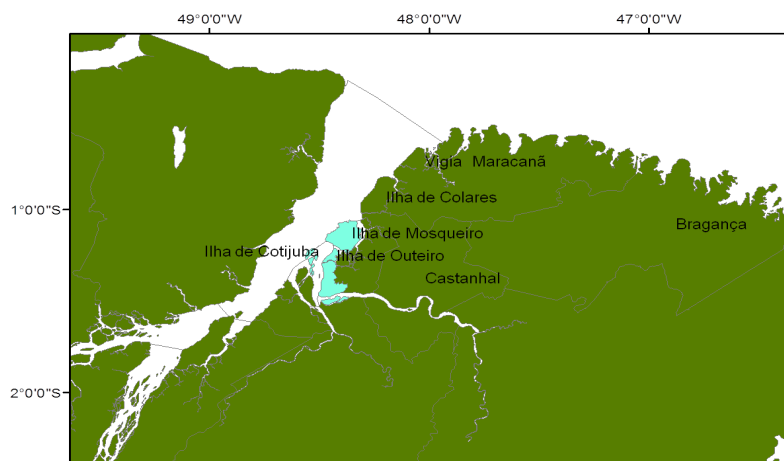 49°0'0"W 48°0'0"W 47°0'0"W
Vigia Maracanã
Ilha de Colares
1°0'0"S
Bragança
Ilha de Mosqueiro
Ilha de Cotijuba
Ilha de Outeiro
Castanhal
2°0'0"S